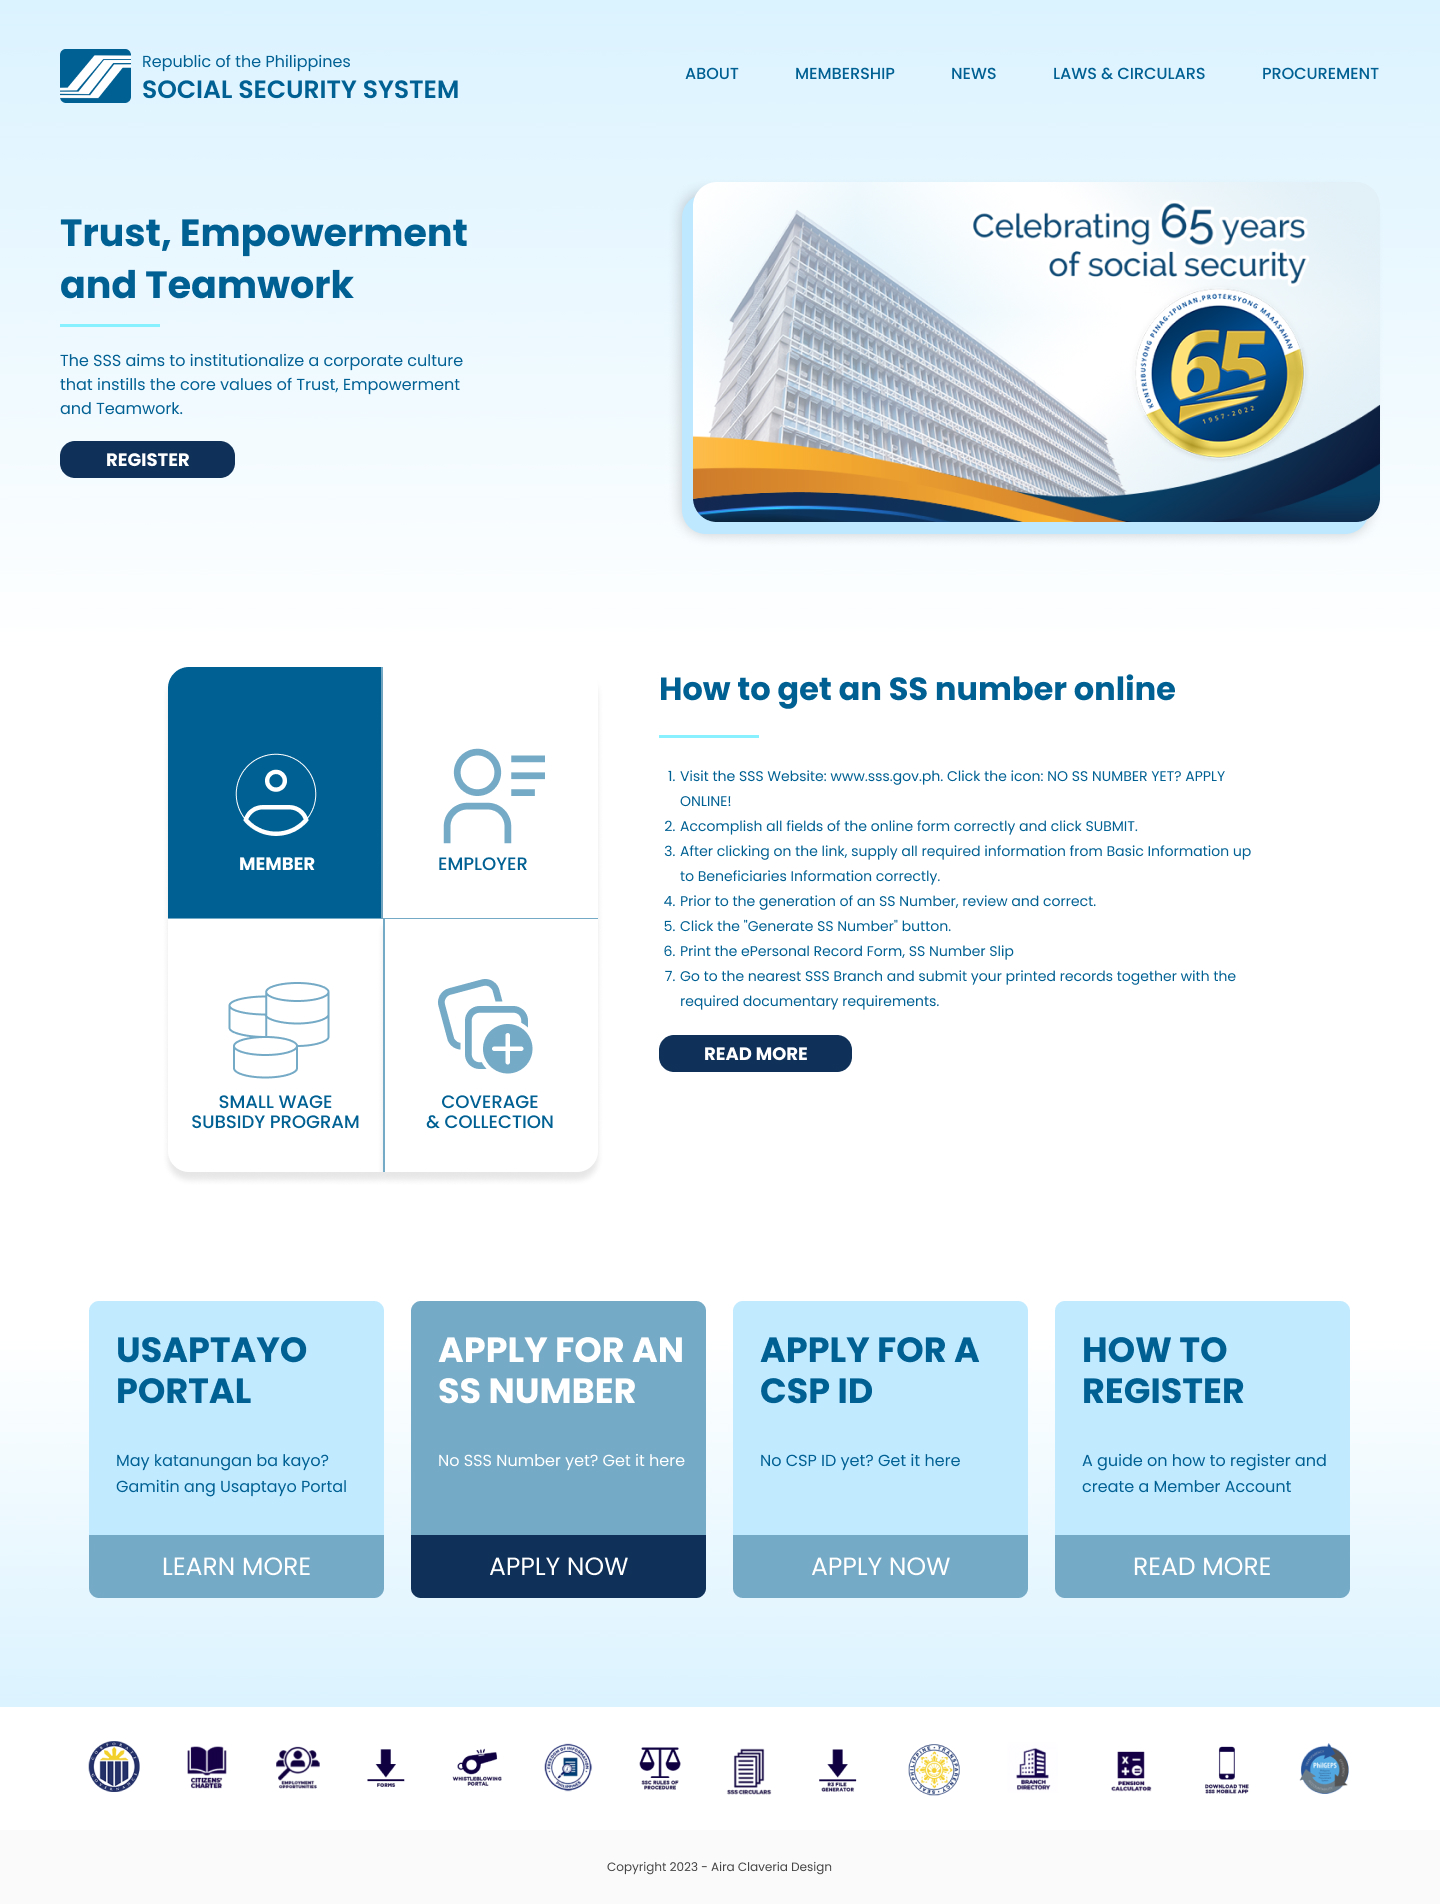 Republic of the Philippines
SOCIAL SECURITY SYSTEM
ABOUT
MEMBERSHIP
NEWS
LAWS & CIRCULARS
PROCUREMENT
Trust, Empowerment
and Teamwork
The SSS aims to institutionalize a corporate culture
that instills the core values of Trust, Empowerment
and Teamwork.
REGISTER
Celebrating 65 years
of social security
KONTRIBUSYONG PINAG-IPUNAN, PROTEKSYONG MAAASAHAN
65
1957-2022
MEMBER
EMPLOYER
SMALL WAGE
SUBSIDY PROGRAM
COVERAGE
& COLLECTION
How to get an SS number online
1. Visit the SSS Website: www.sss.gov.ph. Click the icon: NO SS NUMBER YET? APPLY
ONLINE!
2. Accomplish all fields of the online form correctly and click SUBMIT.
3. After clicking on the link, supply all required information from Basic Information up
to Beneficiaries Information correctly.
4. Prior to the generation of an SS Number, review and correct.
5. Click the "Generate SS Number" button.
6. Print the ePersonal Record Form, SS Number Slip
7. Go to the nearest SSS Branch and submit your printed records together with the
required documentary requirements.
READ MORE
USAPTAYO
PORTAL
May katanungan ba kayo?
Gamitin ang Usaptayo Portal
LEARN MORE
APPLY FOR AN
SS NUMBER
No SSS Number yet? Get it here
APPLY NOW
APPLY FOR A
CSP ID
No CSP ID yet? Get it here
APPLY NOW
HOW TO
REGISTER
A guide on how to register and
create a Member Account
READ MORE
CITIZENS'
CHARTER
EMPLOYMENT
OPPORTUNITIES
FORMS
WHISTLEBLOWING
PORTAL
FREEDOM OF INFORMATION
PHILIPPINES
SSC RULES OF
PROCEDURE
SSS CIRCULARS
R3 FILE
GENERATOR
PHILIPPINE TRANSPARENCY SEAL
BRANCH
DIRECTORY
PENSION
CALCULATOR
DOWNLOAD THE
SSS MOBILE APP
PhilGEPS
Copyright 2023 - Aira Claveria Design